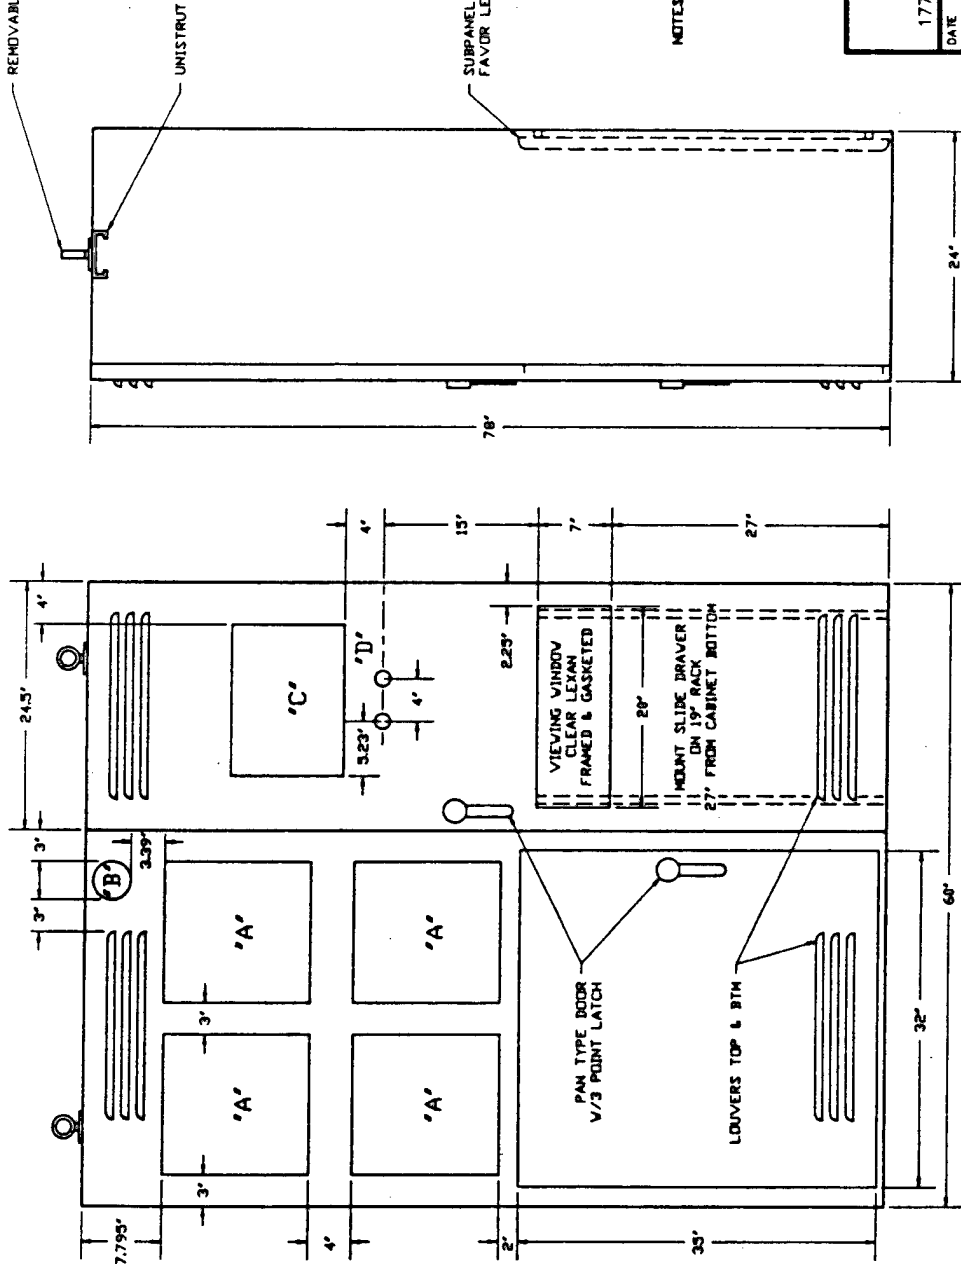 REMOVABL
UNISTRUT
SUBPANEL
FAVOR LE
NOTES
177
DATE
24"
78"
24.5"
4"
3"
3"
3.39"
"B"
"C"
4"
"D"
5.23"
4"
15"
2.25"
7"
27"
VIEWING WINDOW
CLEAR LEXAN
FRAMED & GASKETED
20"
MOUNT SLIDE DRAWER
ON 19" RACK
27" FROM CABINET BOTTOM
"A"
"A"
"A"
"A"
3"
3"
7.795"
4"
2"
35"
PAN TYPE DOOR
W/3 POINT LATCH
LOUVERS TOP & BTM
32"
60"